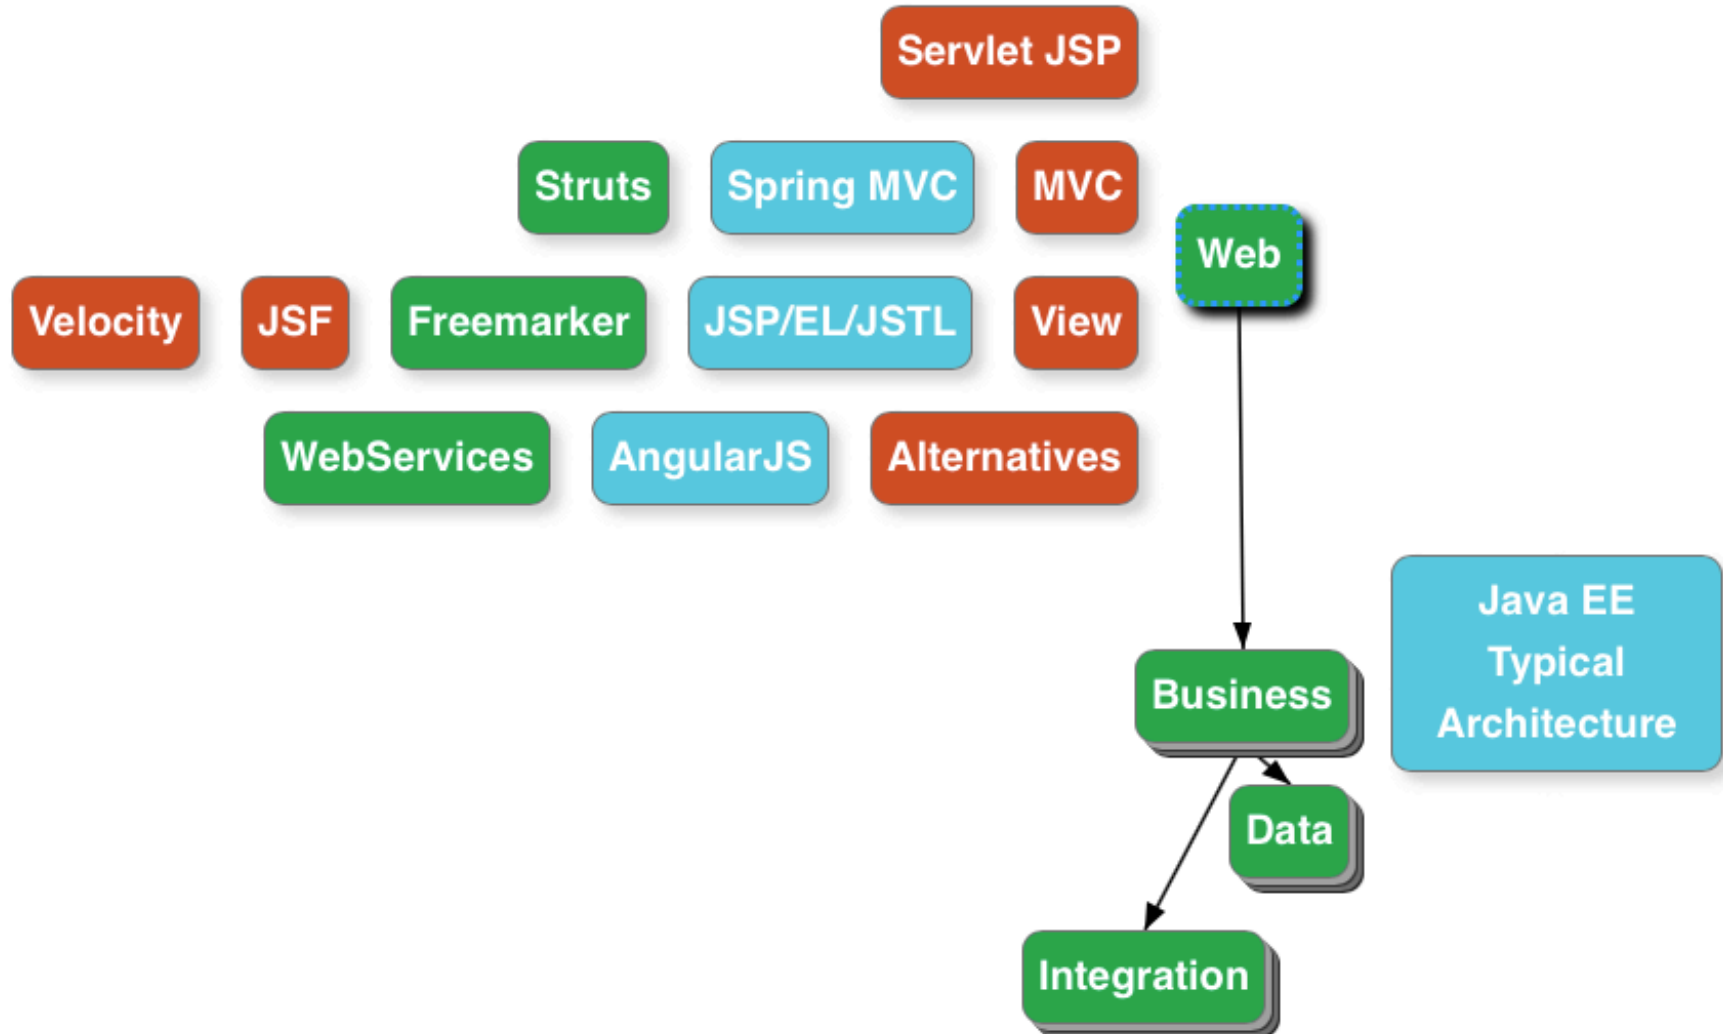 Servlet JSP
Struts
Spring MVC
MVC
Web
Velocity
JSF
Freemarker
JSP/EL/JSTL
View
WebServices
AngularJS
Alternatives
Java EE
Typical
Architecture
Business
Data
Integration